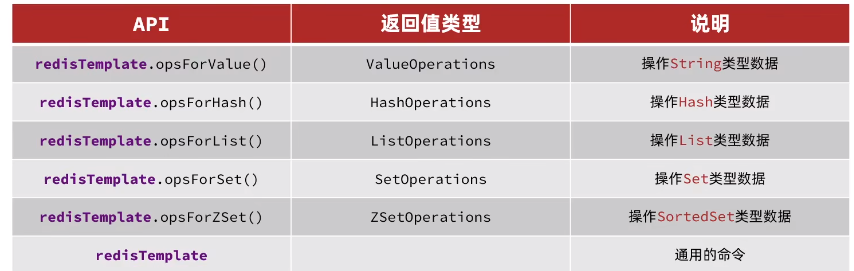 API 返回值类型 说明
redisTemplate.opsForValue() ValueOperations 操作String类型数据
redisTemplate.opsForHash() HashOperations 操作Hash类型数据
redisTemplate.opsForList() ListOperations 操作List类型数据
redisTemplate.opsForSet() SetOperations 操作Set类型数据
redisTemplate.opsForZSet() ZSetOperations 操作SortedSet类型数据
redisTemplate 通用的命令